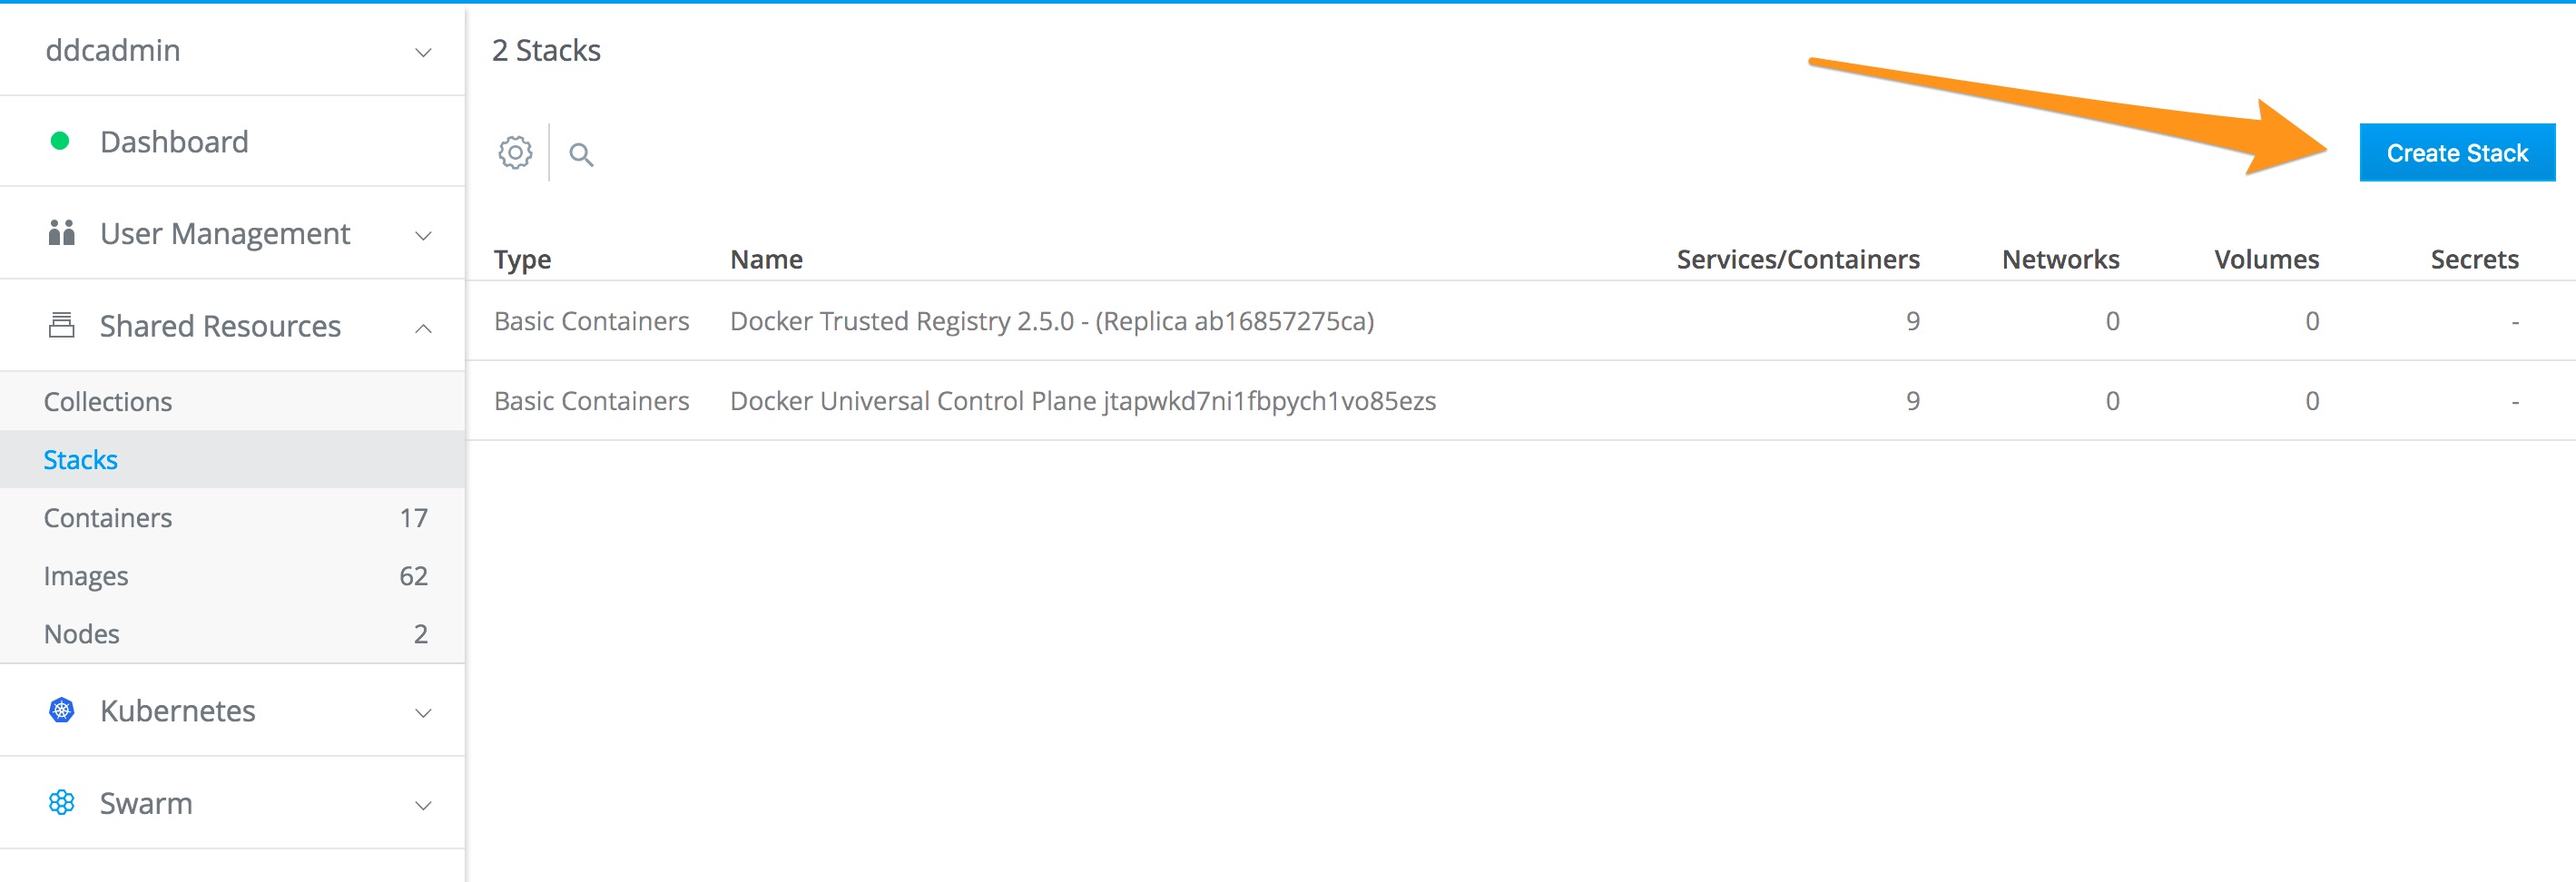 ddcadmin
Dashboard
User Management
Shared Resources
Collections
Stacks
Containers 17
Images 62
Nodes 2
Kubernetes
Swarm
2 Stacks
Create Stack
Type Name Services/Containers Networks Volumes Secrets
Basic Containers Docker Trusted Registry 2.5.0 - (Replica ab16857275ca) 9 0 0 -
Basic Containers Docker Universal Control Plane jtapwkd7ni1fbpych1vo85ezs 9 0 0 -